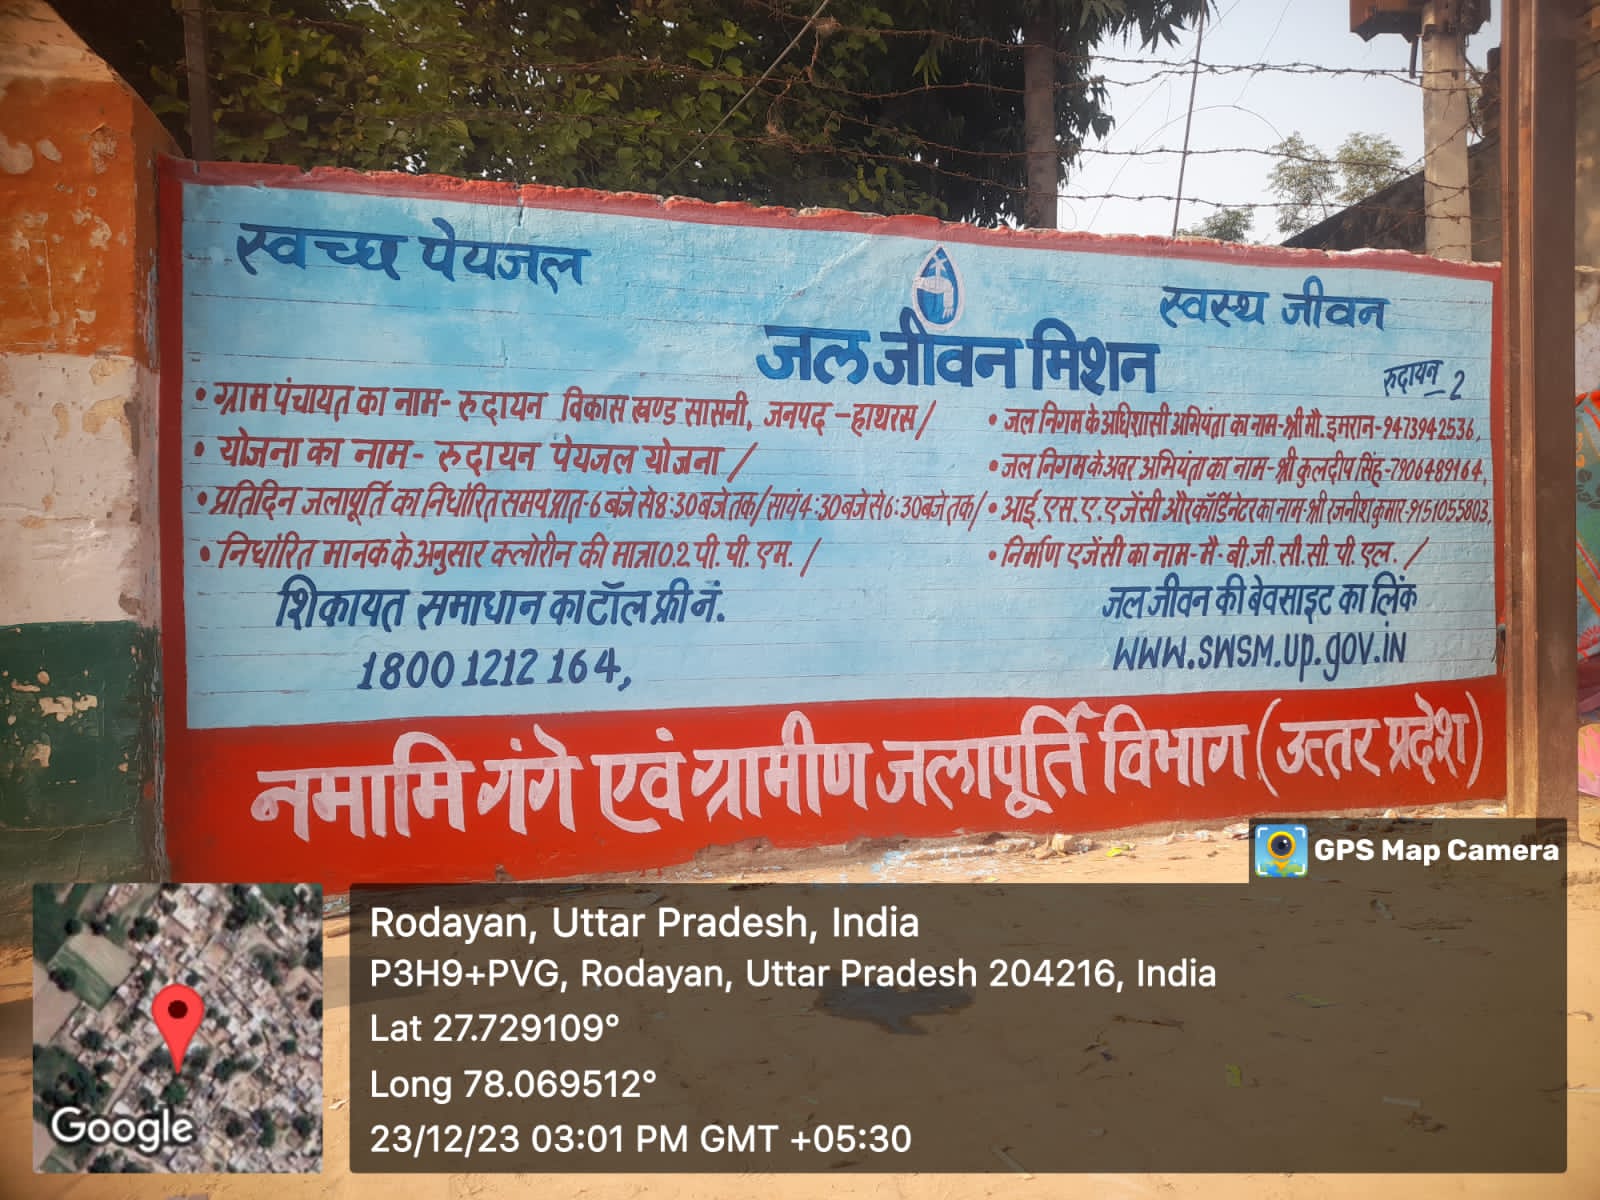 स्वच्छ पेयजल
स्वस्थ जीवन
जल जीवन मिशन
रुदायन_2
• ग्राम पंचायत का नाम- रुदायन विकास खण्ड सासनी, जनपद -हाथरस/
• योजना का नाम- रुदायन पेयजल योजना /
• प्रतिदिन जलापूर्ति का निर्धारित समय प्रात-6 बजे से 8:30 बजे तक/ सायं 4:30 बजे से 6:30 बजे तक/
• निर्धारित मानक के अनुसार क्लोरीन की मात्रा 0.2 पी. पी. एम. /
• जल निगम के अधिशासी अभियंता का नाम-श्री मौ. इमरान-9473942536,
• जल निगम के अवर अभियंता का नाम-श्री कुलदीप सिंह-7906489164,
• आई. एस. ए. एजेंसी और कॉर्डिनेटर का नाम-श्री रजनीश कुमार-9151055803,
• निर्माण एजेंसी का नाम- मै- बी. जी. सी. सी. पी. एल. /
शिकायत समाधान का टॉल फ्री नं.
1800 1212 164,
जल जीवन की बेवसाइट का लिंक
www.swsm.up.gov.in
नमामि गंगे एवं ग्रामीण जलापूर्ति विभाग (उत्तर प्रदेश)
GPS Map Camera
Rodayan, Uttar Pradesh, India
P3H9+PVG, Rodayan, Uttar Pradesh 204216, India
Lat 27.729109°
Long 78.069512°
23/12/23 03:01 PM GMT +05:30
Google